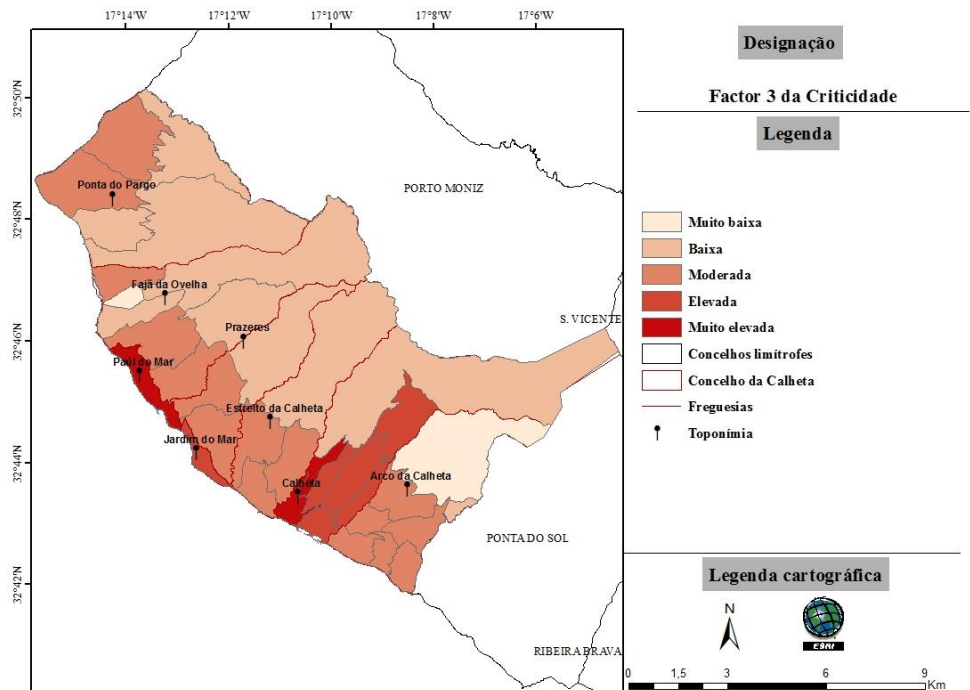 17°14'W 17°12'W 17°10'W 17°8'W 17°6'W
32°50'N
32°48'N
32°46'N
32°44'N
32°42'N
PORTO MONIZ
Ponta do Pargo
Fajã da Ovelha
S. VICENTE
Prazeres
Paúl do Mar
Estreito da Calheta
Jardim do Mar
Arco da Calheta
Calheta
PONTA DO SOL
RIBEIRA BRAVA
Designação
Factor 3 da Criticidade
Legenda
Muito baixa
Baixa
Moderada
Elevada
Muito elevada
Concelhos limítrofes
Concelho da Calheta
Freguesias
Toponímia
Legenda cartográfica
N
ESRI
0 1,5 3 6 9
Km